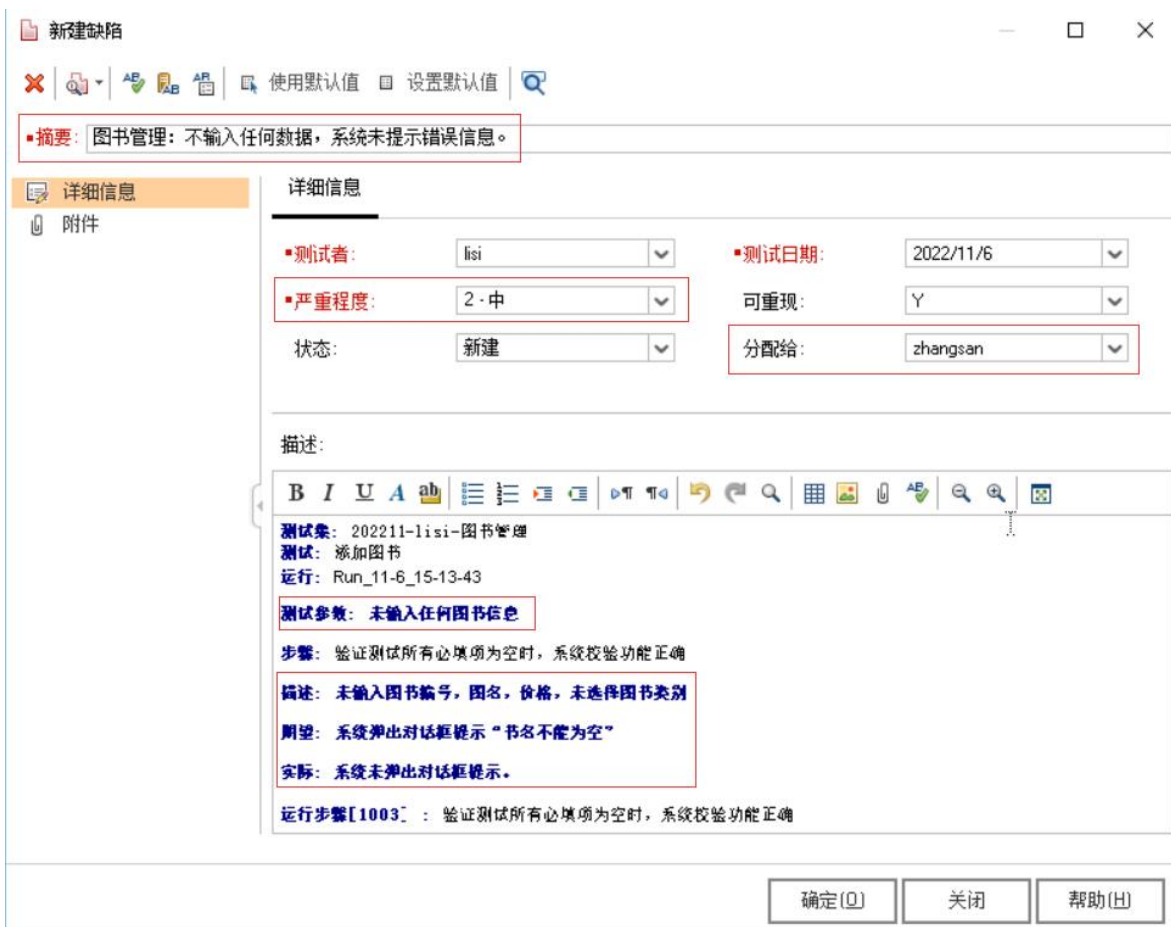 新建缺陷
使用默认值 设置默认值
摘要: 图书管理：不输入任何数据，系统未提示错误信息。
详细信息
附件
详细信息
测试者: lisi 测试日期: 2022/11/6
严重程度: 2 - 中 可重现: Y
状态: 新建 分配给: zhangsan
描述:
测试集: 202211-lisi-图书管理
测试: 添加图书
运行: Run_11-6_15-13-43
测试参数: 未输入任何图书信息
步骤: 验证测试所有必填项为空时，系统校验功能正确
描述: 未输入图书编号，图名，价格，未选择图书类别
期望: 系统弹出对话框提示“书名不能为空”
实际: 系统未弹出对话框提示。
运行步骤[1003] : 验证测试所有必填项为空时，系统校验功能正确
确定(O) 关闭 帮助(H)